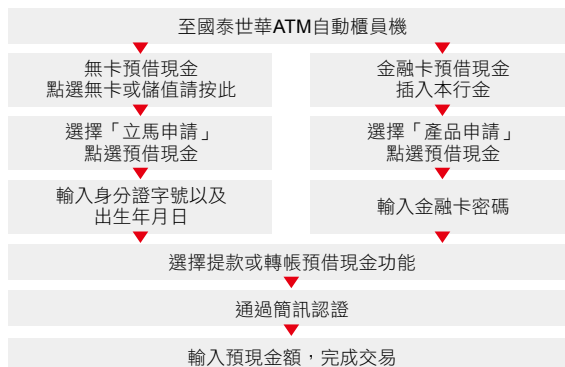 至國泰世華ATM自動櫃員機
無卡預借現金
點選無卡或儲值請按此
金融卡預借現金
插入本行金
選擇「立馬申請」
點選預借現金
選擇「產品申請」
點選預借現金
輸入身分證字號以及
出生年月日
輸入金融卡密碼
選擇提款或轉帳預借現金功能
通過簡訊認證
輸入預現金額，完成交易